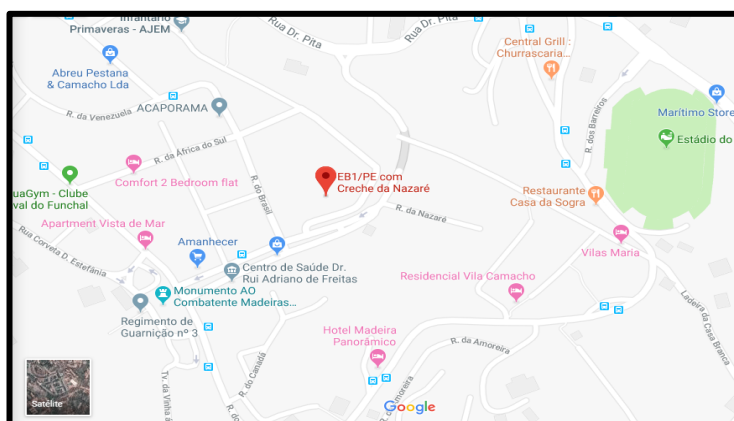 Infantário
Primaveras - AJEM
Rua Dr. Pita
Rua Dr. Pita
Central Grill :
Churrascaria...
Abreu Pestana
& Camacho Lda
Marítimo Store
ACAPORAMA
R. da Venezuela
R. dos Barreiros
Estádio do
R. da África do Sul
EB1/PE com
Creche da Nazaré
Comfort 2 Bedroom flat
uaGym - Clube
val do Funchal
R. do Brasil
Restaurante
Casa da Sogra
R. da Nazaré
Apartment Vista de Mar
Rua Corveta D. Estefânia
Amanhecer
Vilas Maria
Centro de Saúde Dr.
Rui Adriano de Freitas
Residencial Vila Camacho
Monumento AO
Combatente Madeiras...
Ladeira da Casa Branca
Regimento de
Guarnição nº 3
Hotel Madeira
Panorâmico
R. da Amoreira
R. do Canadá
Tv. da Vinha
R. do
Amoreira
Satélite
Google